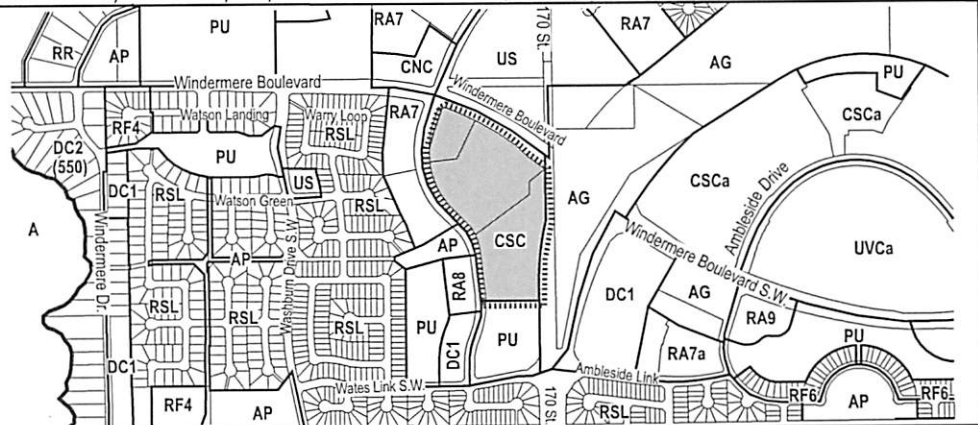 RR
AP
PU
RA7
CNC
US
170 St.
RA7
AG
PU
CSCa
Windermere Boulevard
Watson Landing
Warry Loop
RF4
RSL
RA7
Windermere Boulevard
DC2
(550)
PU
US
DC1
RSL
Watson Green
RSL
AG
CSCa
Ambleside Drive
A
Windermere Dr.
AP
Washburn Drive S.W.
AP
CSC
UVCa
Windermere Boulevard S.W.
RSL
RSL
RSL
RA8
PU
DC1
PU
DC1
AG
RA9
PU
DC1
RA7a
RF4
AP
Wates Link S.W.
170 St.
Ambleside Link
RSL
RF6
AP
RF6